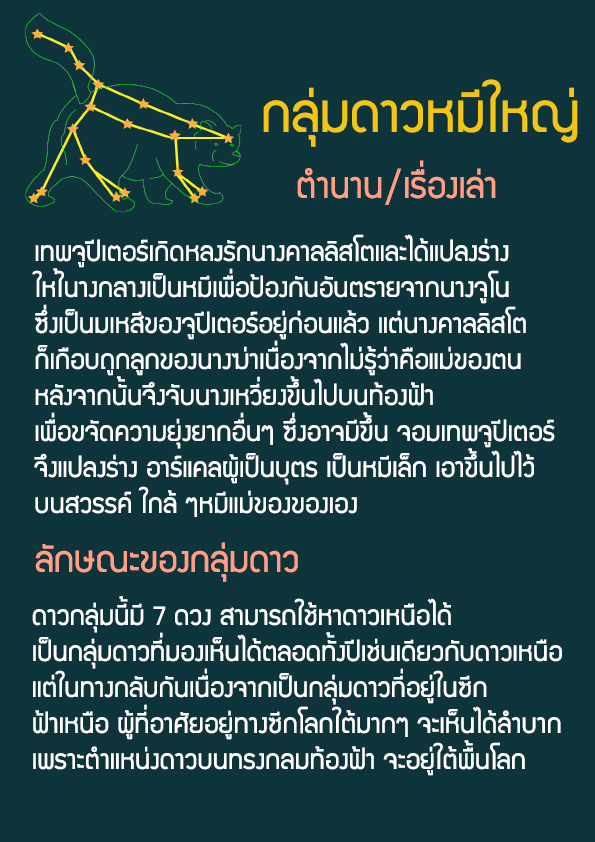 กลุ่มดาวหมีใหญ่
ตำนาน/เรื่องเล่า
เทพจูปีเตอร์เกิดหลงรักนางคาลลิสโตและได้แปลงร่าง
ให้นางกลางเป็นหมีเพื่อป้องกันอันตรายจากนางจูโน
ซึ่งเป็นมเหสีของจูปีเตอร์อยู่ก่อนแล้ว แต่นางคาลลิสโต
ก็เกือบถูกลูกของนางฆ่าเนื่องจากไม่รู้ว่าคือแม่ของตน
หลังจากนั้นจึงจับนางเหวี่ยงขึ้นไปบนท้องฟ้า
เพื่อขจัดความยุ่งยากอื่นๆ ซึ่งอาจมีขึ้น จอมเทพจูปีเตอร์
จึงแปลงร่าง อาร์แคลผู้เป็นบุตร เป็นหมีเล็ก เอาขึ้นไปไว้
บนสวรรค์ ใกล้ ๆหมีแม่ของของเอง
ลักษณะของกลุ่มดาว
ดาวกลุ่มนี้มี 7 ดวง สามารถใช้หาดาวเหนือได้
เป็นกลุ่มดาวที่มองเห็นได้ตลอดทั้งปีเช่นเดียวกับดาวเหนือ
แต่ในทางกลับกันเนื่องจากเป็นกลุ่มดาวที่อยู่ในซีก
ฟ้าเหนือ ผู้ที่อาศัยอยู่ทางซีกโลกใต้มากๆ จะเห็นได้ลำบาก
เพราะตำแหน่งดาวบนทรงกลมท้องฟ้า จะอยู่ใต้พื้นโลก